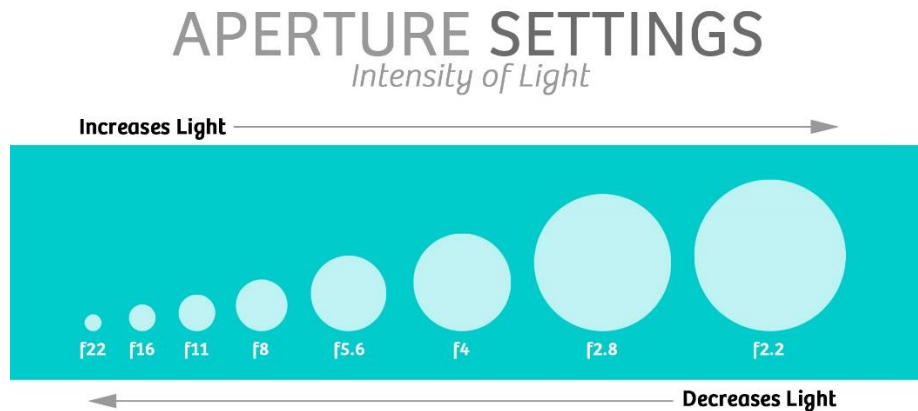 APERTURE SETTINGS
Intensity of Light
Increases Light
f22 f16 f11 f8 f5.6 f4 f2.8 f2.2
Decreases Light